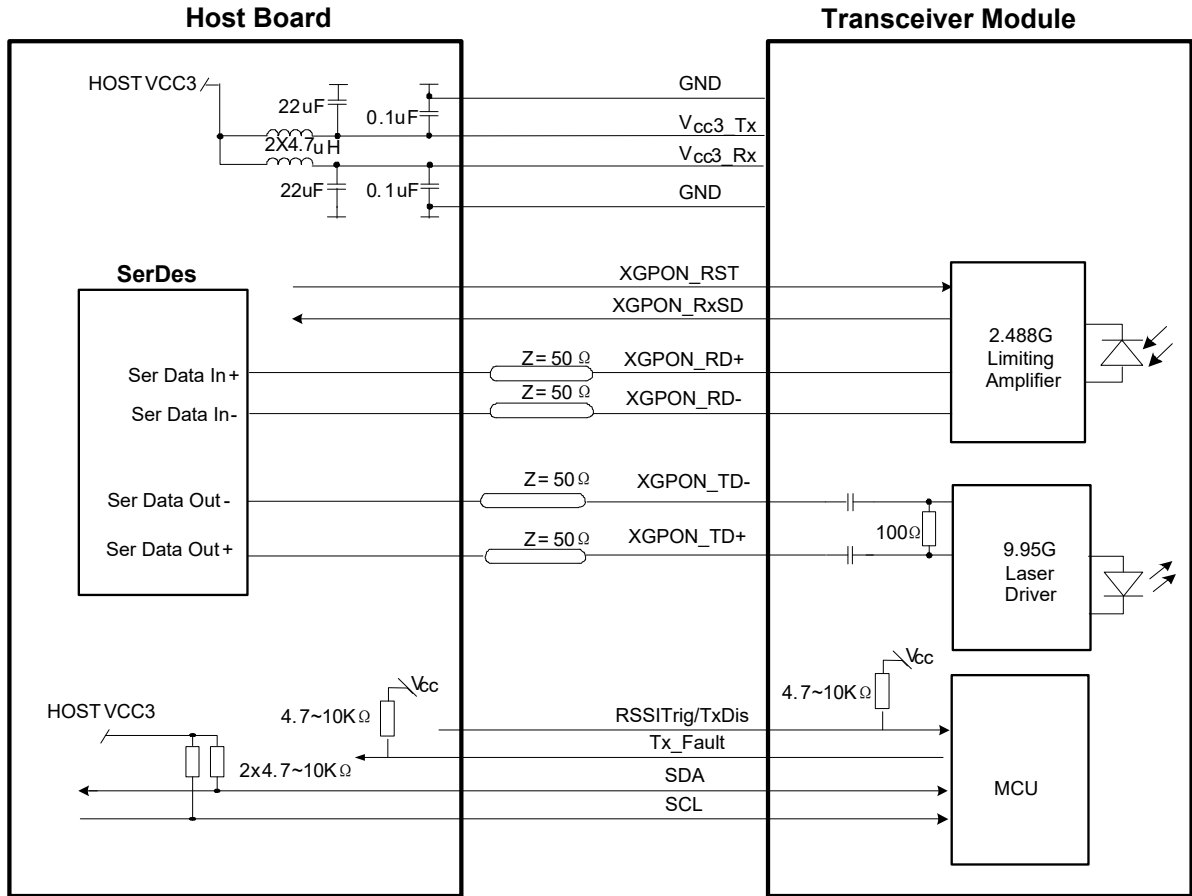 Host Board
Transceiver Module
HOST VCC3
22uF
0.1uF
GND
Vcc3_Tx
2X4.7uH
Vcc3_Rx
22uF
0.1uF
GND
SerDes
XGPON_RST
XGPON_RxSD
2.488G
Limiting
Amplifier
Ser Data In+
Z= 50 Ω
XGPON_RD+
Ser Data In-
Z= 50 Ω
XGPON_RD-
Ser Data Out-
Z= 50Ω
XGPON_TD-
100Ω
Ser Data Out+
Z= 50Ω
XGPON_TD+
9.95G
Laser
Driver
Vcc
4.7~10KΩ
Vcc
4.7~10KΩ
HOST VCC3
2x4.7~10KΩ
RSSITrig/TxDis
Tx_Fault
SDA
SCL
MCU